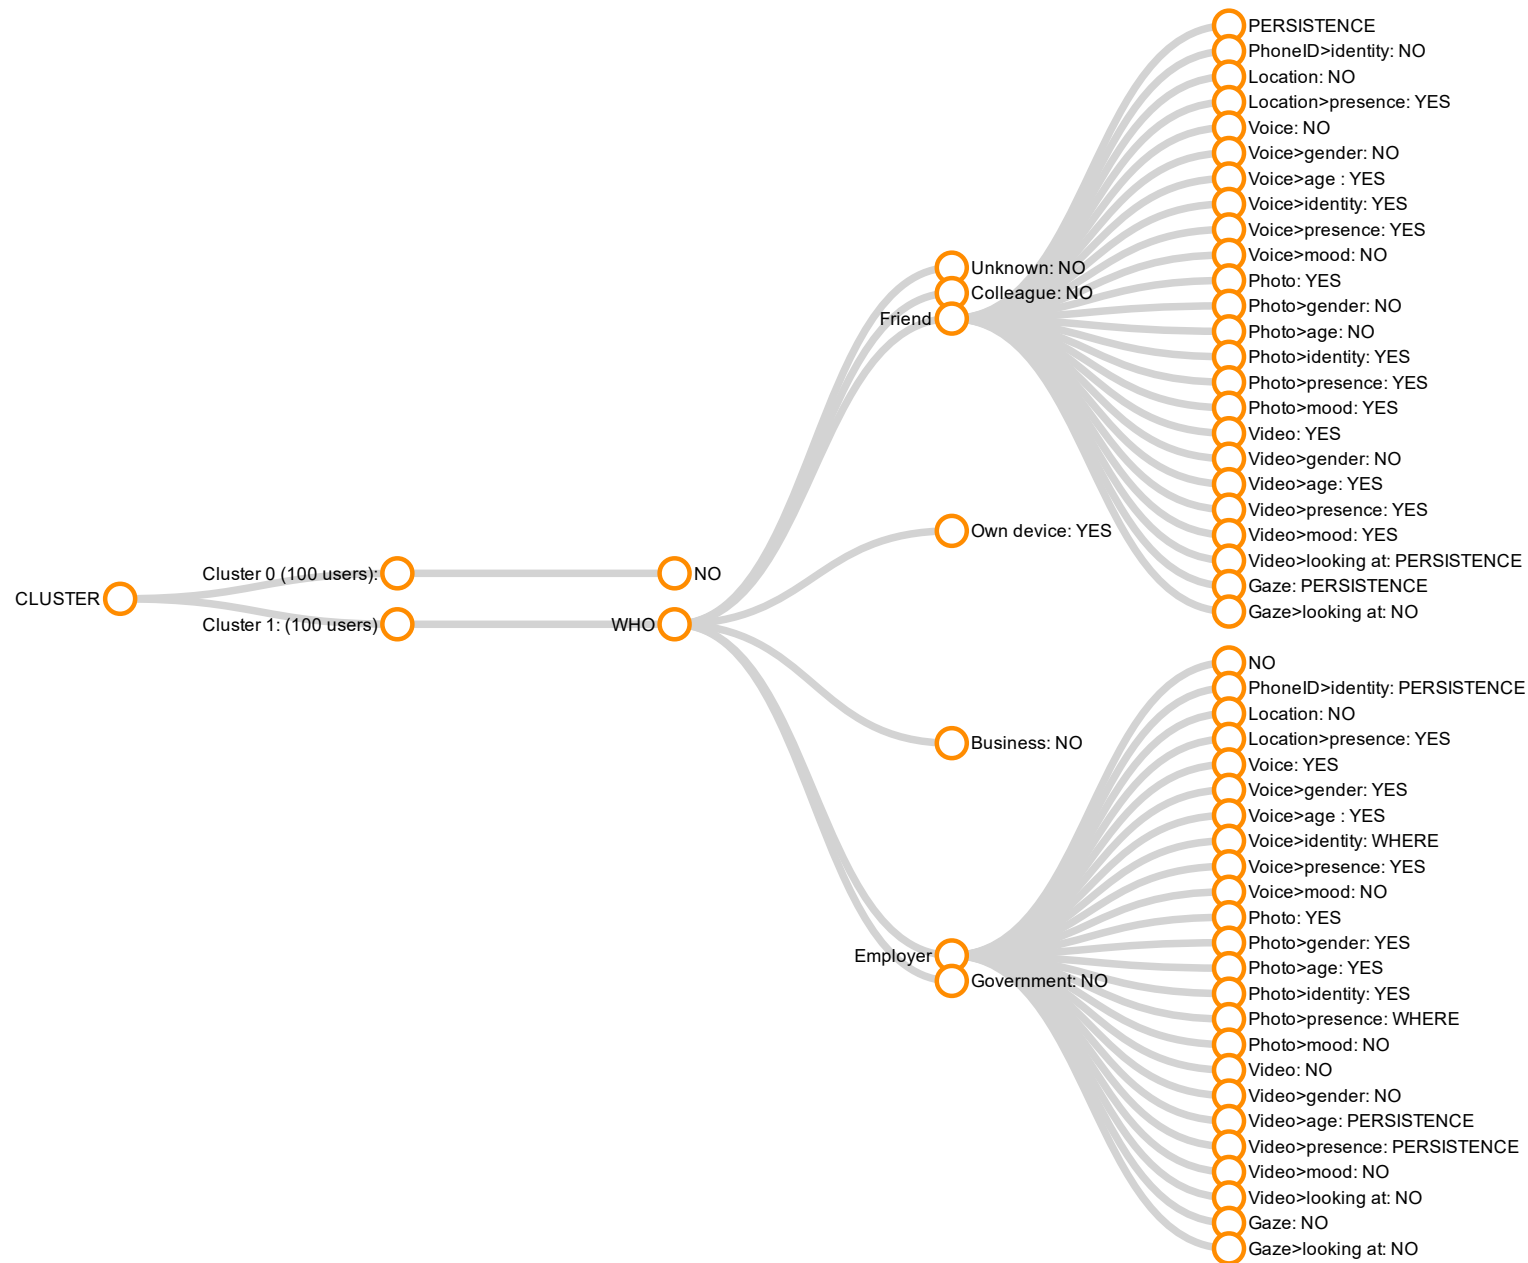 CLUSTER
Cluster 0 (100 users):
NO
Cluster 1: (100 users)
WHO
Unknown: NO
Colleague: NO
Friend
PERSISTENCE
PhoneID>identity: NO
Location: NO
Location>presence: YES
Voice: NO
Voice>gender: NO
Voice>age : YES
Voice>identity: YES
Voice>presence: YES
Voice>mood: NO
Photo: YES
Photo>gender: NO
Photo>age: NO
Photo>identity: YES
Photo>presence: YES
Photo>mood: YES
Video: YES
Video>gender: NO
Video>age: YES
Video>presence: YES
Video>mood: YES
Video>looking at: PERSISTENCE
Gaze: PERSISTENCE
Gaze>looking at: NO
Own device: YES
Business: NO
Employer
NO
PhoneID>identity: PERSISTENCE
Location: NO
Location>presence: YES
Voice: YES
Voice>gender: YES
Voice>age : YES
Voice>identity: WHERE
Voice>presence: YES
Voice>mood: NO
Photo: YES
Photo>gender: YES
Photo>age: YES
Photo>identity: YES
Photo>presence: WHERE
Photo>mood: NO
Video: NO
Video>gender: NO
Video>age: PERSISTENCE
Video>presence: PERSISTENCE
Video>mood: NO
Video>looking at: NO
Gaze: NO
Gaze>looking at: NO
Government: NO